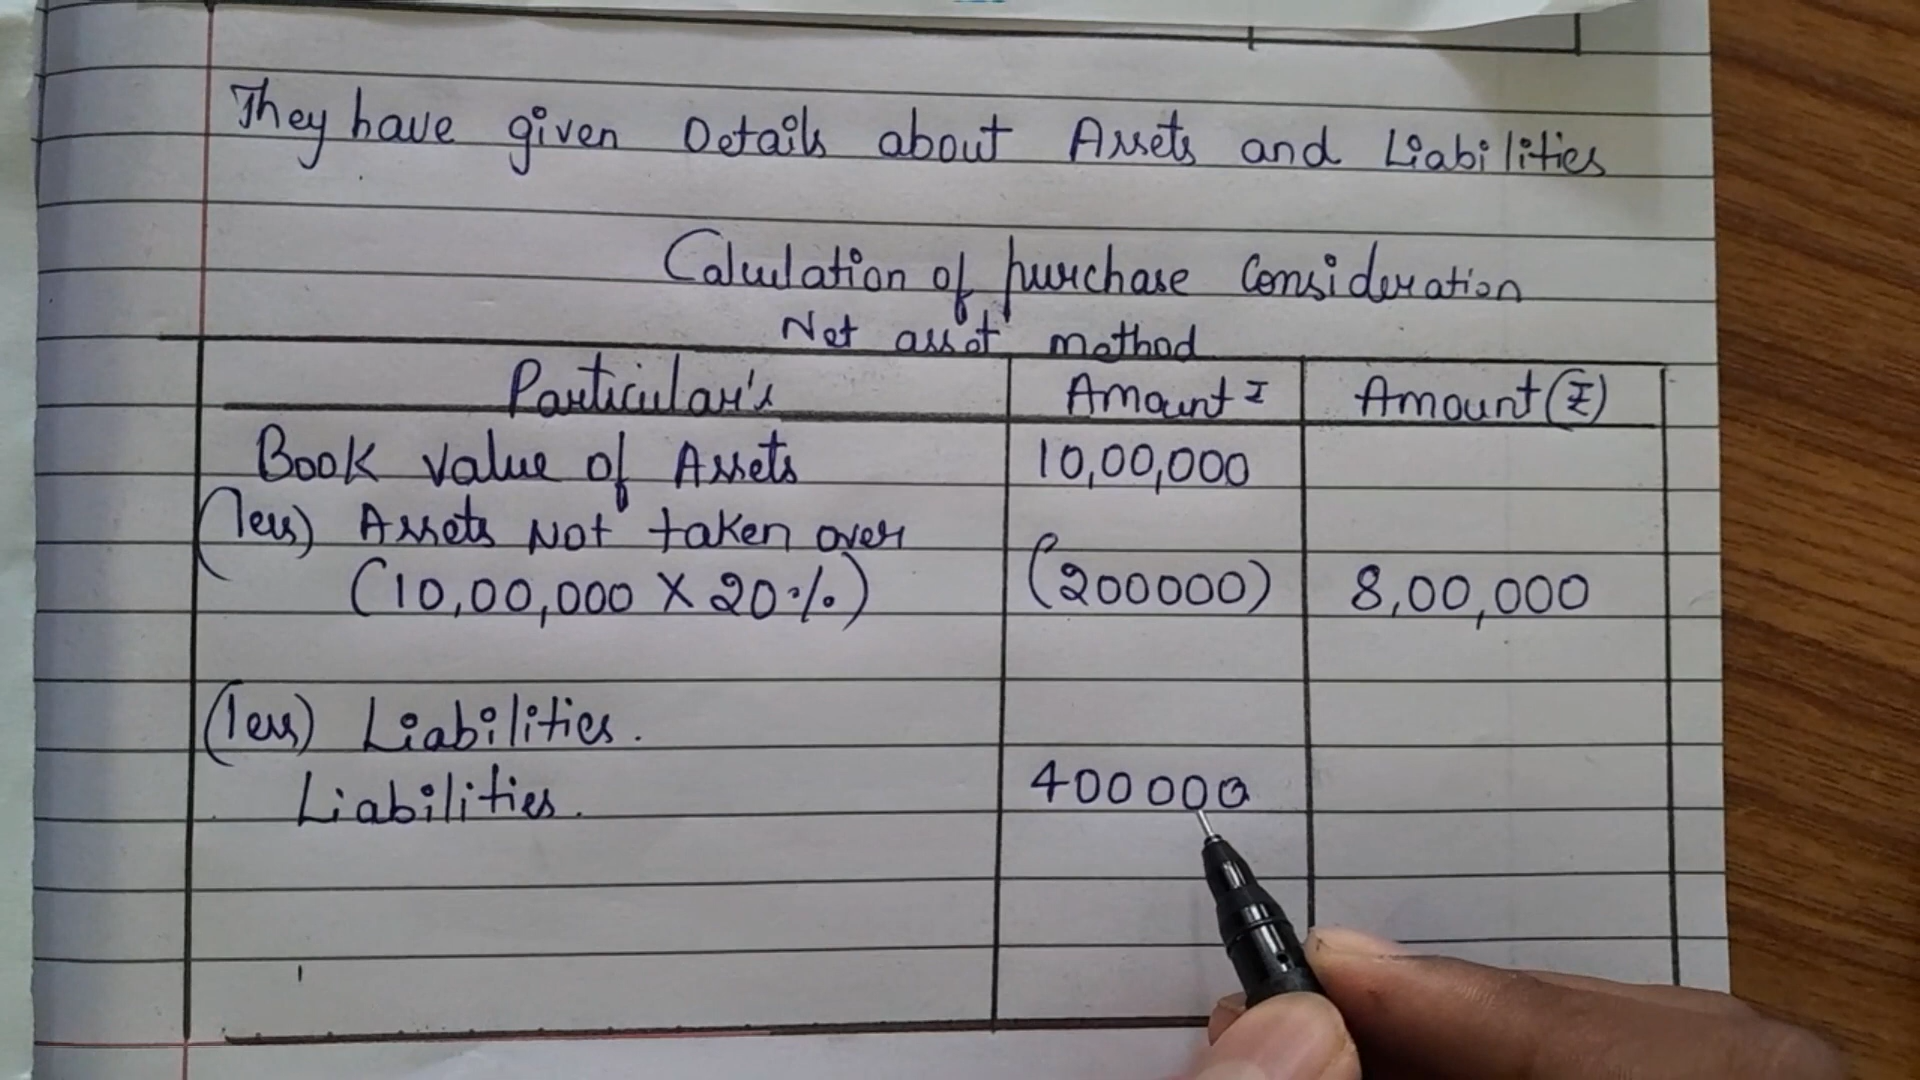 They have given Details about Assets and Liabilities
Calculation of purchase Consideration
Net asset method
Particular's Amount ₹ Amount (₹)
Book value of Assets 10,00,000
(less) Assets Not taken over
(10,00,000 X 20%) (200000) 8,00,000
(less) Liabilities.
Liabilities. 400000